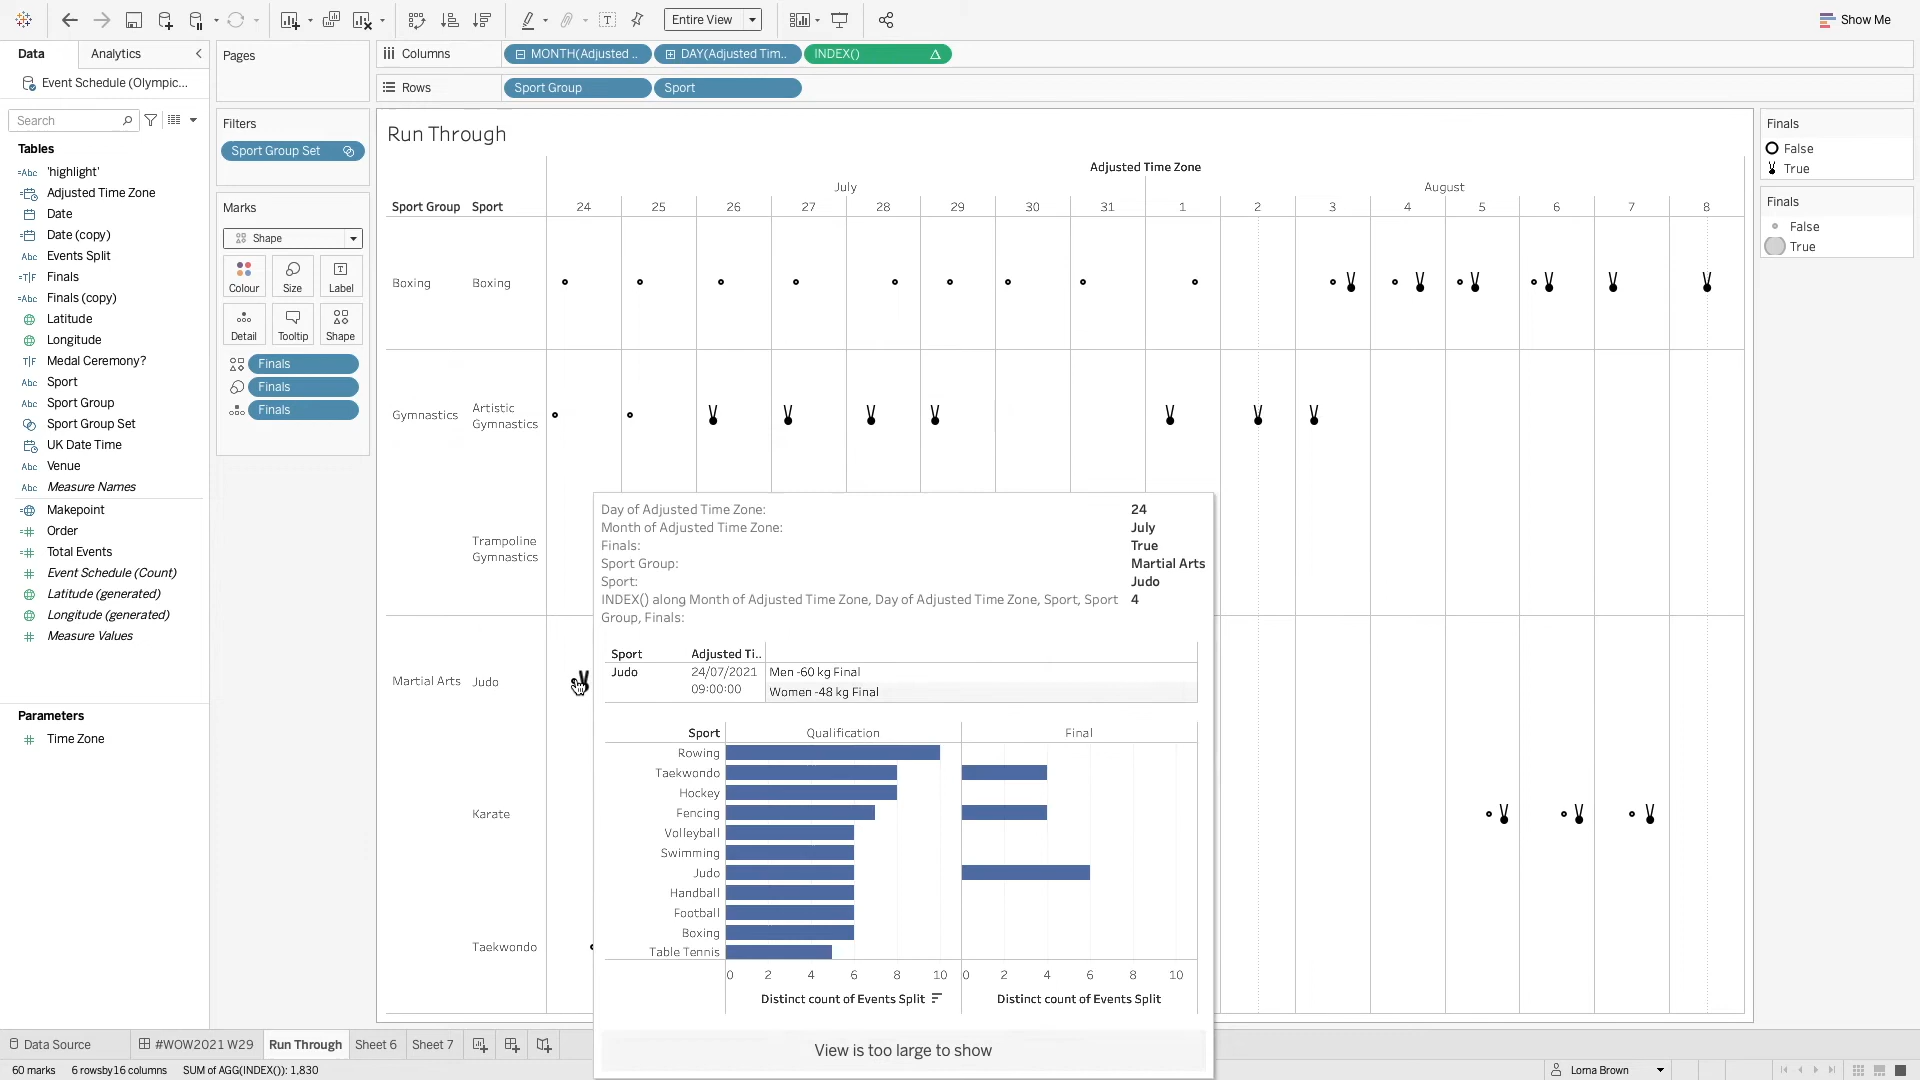 Entire View
Show Me
Data
Analytics
Pages
Columns
MONTH(Adjusted ..
DAY(Adjusted Tim..
INDEX()
Event Schedule (Olympic...
Rows
Sport Group
Sport
Search
Filters
Sport Group Set
Tables
Abc 'highlight'
Adjusted Time Zone
Date
Date (copy)
Abc Events Split
T|F Finals
Abc Finals (copy)
Latitude
Longitude
T|F Medal Ceremony?
Abc Sport
Abc Sport Group
Sport Group Set
UK Date Time
Abc Venue
Abc Measure Names
Makepoint
Order
Total Events
Event Schedule (Count)
Latitude (generated)
Longitude (generated)
Measure Values
Parameters
Time Zone
Marks
Shape
Colour
Size
Label
Detail
Tooltip
Shape
Finals
Finals
Finals
Run Through
Adjusted Time Zone
July
August
Sport Group
Sport
24 25 26 27 28 29 30 31 1 2 3 4 5 6 7 8
Boxing
Boxing
Gymnastics
Artistic
Gymnastics
Trampoline
Gymnastics
Martial Arts
Judo
Karate
Taekwondo
Day of Adjusted Time Zone: 24
Month of Adjusted Time Zone: July
Finals: True
Sport Group: Martial Arts
Sport: Judo
INDEX() along Month of Adjusted Time Zone, Day of Adjusted Time Zone, Sport, Sport 4
Group, Finals:
Sport Adjusted Ti..
Judo 24/07/2021 Men -60 kg Final
09:00:00 Women -48 kg Final
Sport Qualification Final
Rowing
Taekwondo
Hockey
Fencing
Volleyball
Swimming
Judo
Handball
Football
Boxing
Table Tennis
0 2 4 6 8 10 0 2 4 6 8 10
Distinct count of Events Split
Distinct count of Events Split
View is too large to show
Finals
False
True
Finals
False
True
Data Source
#WOW2021 W29
Run Through
Sheet 6
Sheet 7
60 marks
6 rowsby16 columns
SUM of AGG(INDEX()): 1,830
Lorna Brown